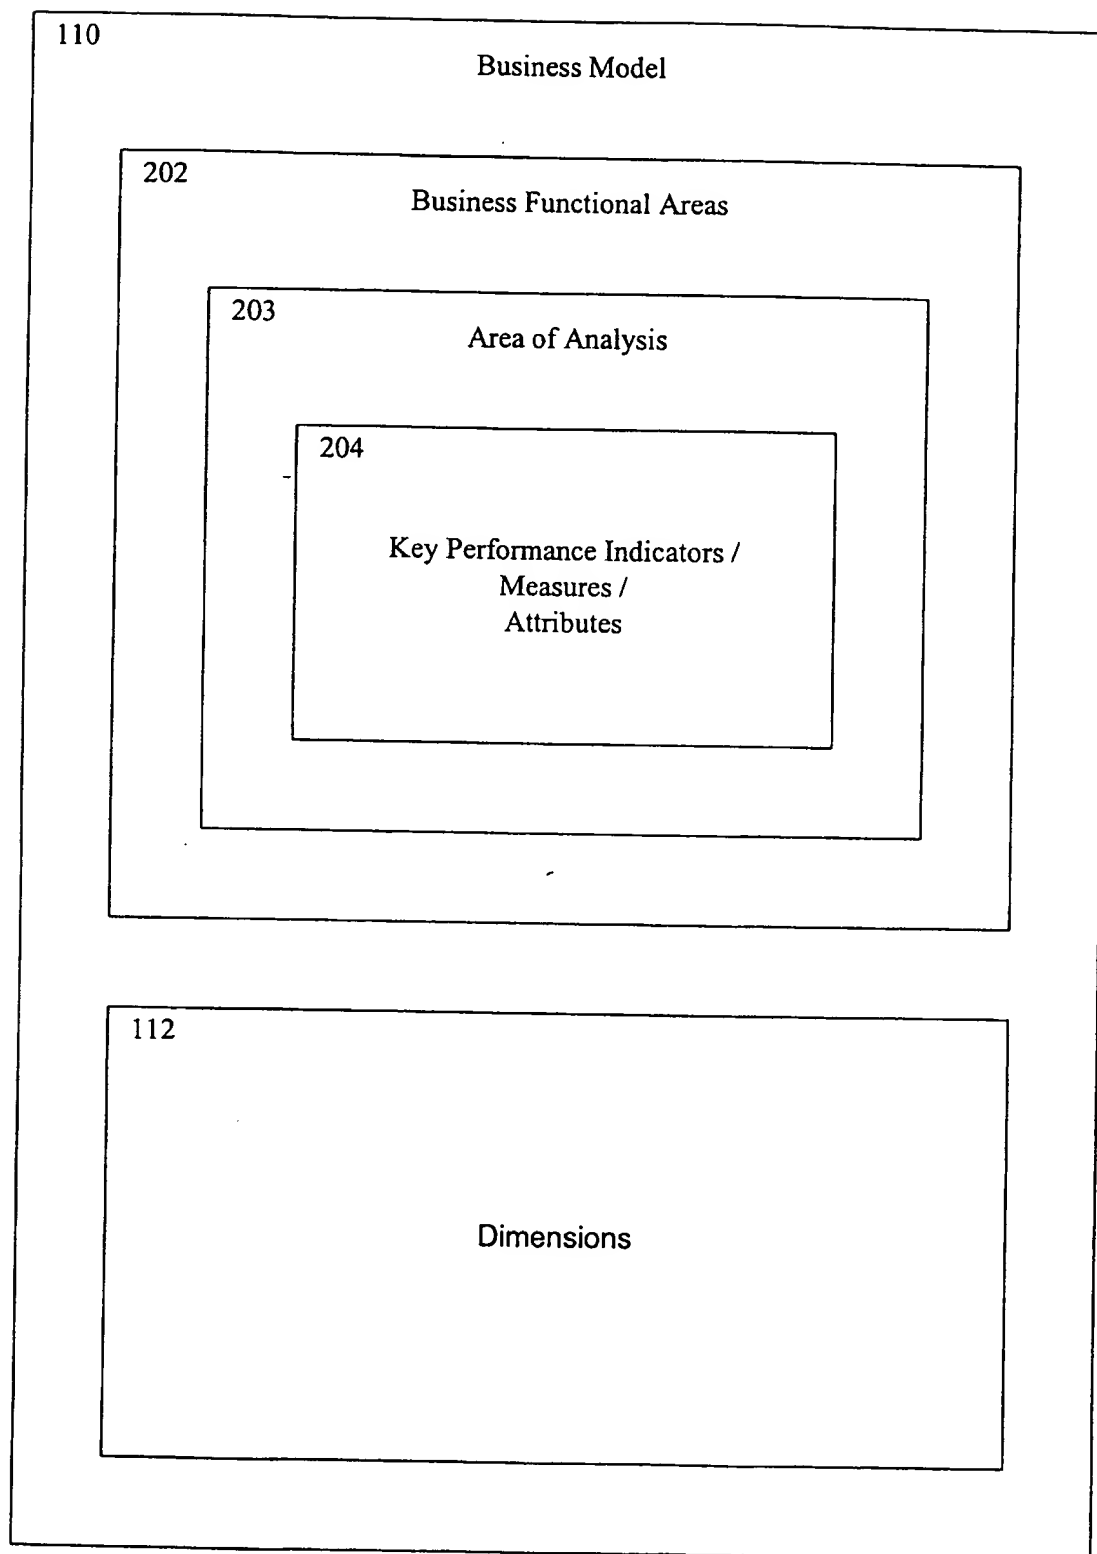 110
Business Model
202
Business Functional Areas
203
Area of Analysis
204
Key Performance Indicators /
Measures /
Attributes
112
Dimensions